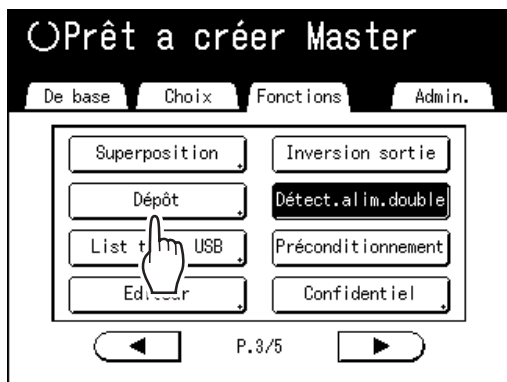 Prêt a créer Master
De base Choix Fonctions Admin.
Superposition Inversion sortie
Dépôt Détect.alim.double
List USB Préconditionnement
Confidentiel
P.3/5